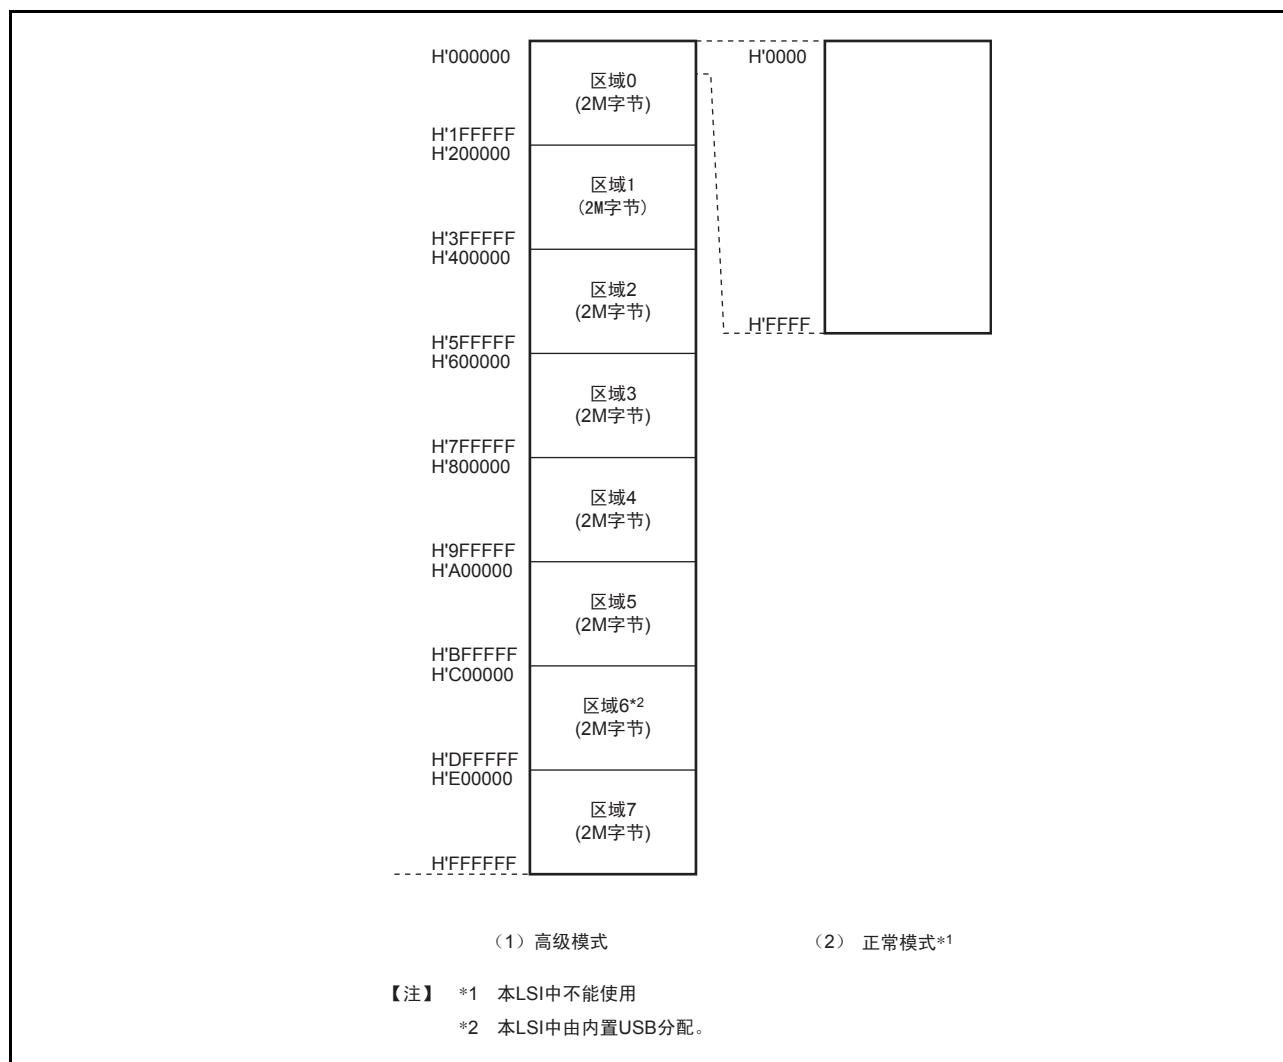 H'000000
区域0
(2M字节)
H'1FFFFF
H'200000
区域1
(2M字节)
H'3FFFFF
H'400000
区域2
(2M字节)
H'5FFFFF
H'600000
区域3
(2M字节)
H'7FFFFF
H'800000
区域4
(2M字节)
H'9FFFFF
H'A00000
区域5
(2M字节)
H'BFFFFF
H'C00000
区域6*2
(2M字节)
H'DFFFFF
H'E00000
区域7
(2M字节)
H'FFFFFF
H'0000
H'FFFF
（1）高级模式
（2） 正常模式*1
【注】 *1 本LSI中不能使用
*2 本LSI中由内置USB分配。